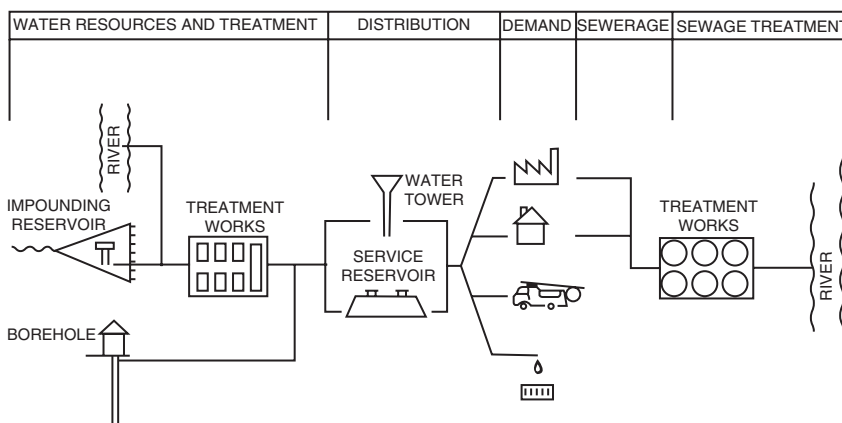 WATER RESOURCES AND TREATMENT
DISTRIBUTION
DEMAND
SEWERAGE
SEWAGE TREATMENT
RIVER
IMPOUNDING
RESERVOIR
TREATMENT
WORKS
BOREHOLE
WATER
TOWER
SERVICE
RESERVOIR
TREATMENT
WORKS
RIVER